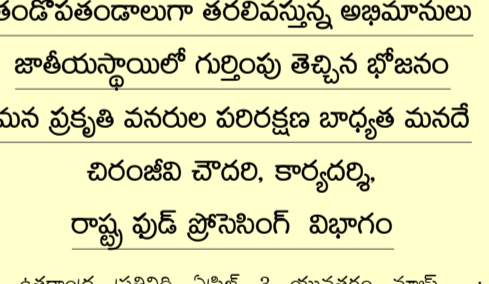 తండోపతండాలుగా తరలివస్తున్న అభిమానులు
జాతీయస్థాయిలో గుర్తింపు తెచ్చిన భోజనం
మన ప్రకృతి వనరుల పరిరక్షణ బాధ్యత మనదే
చిరంజీవి చౌదరి, కార్యదర్శి,
రాష్ట్ర ఫుడ్ ప్రోసెసింగ్ విభాగం